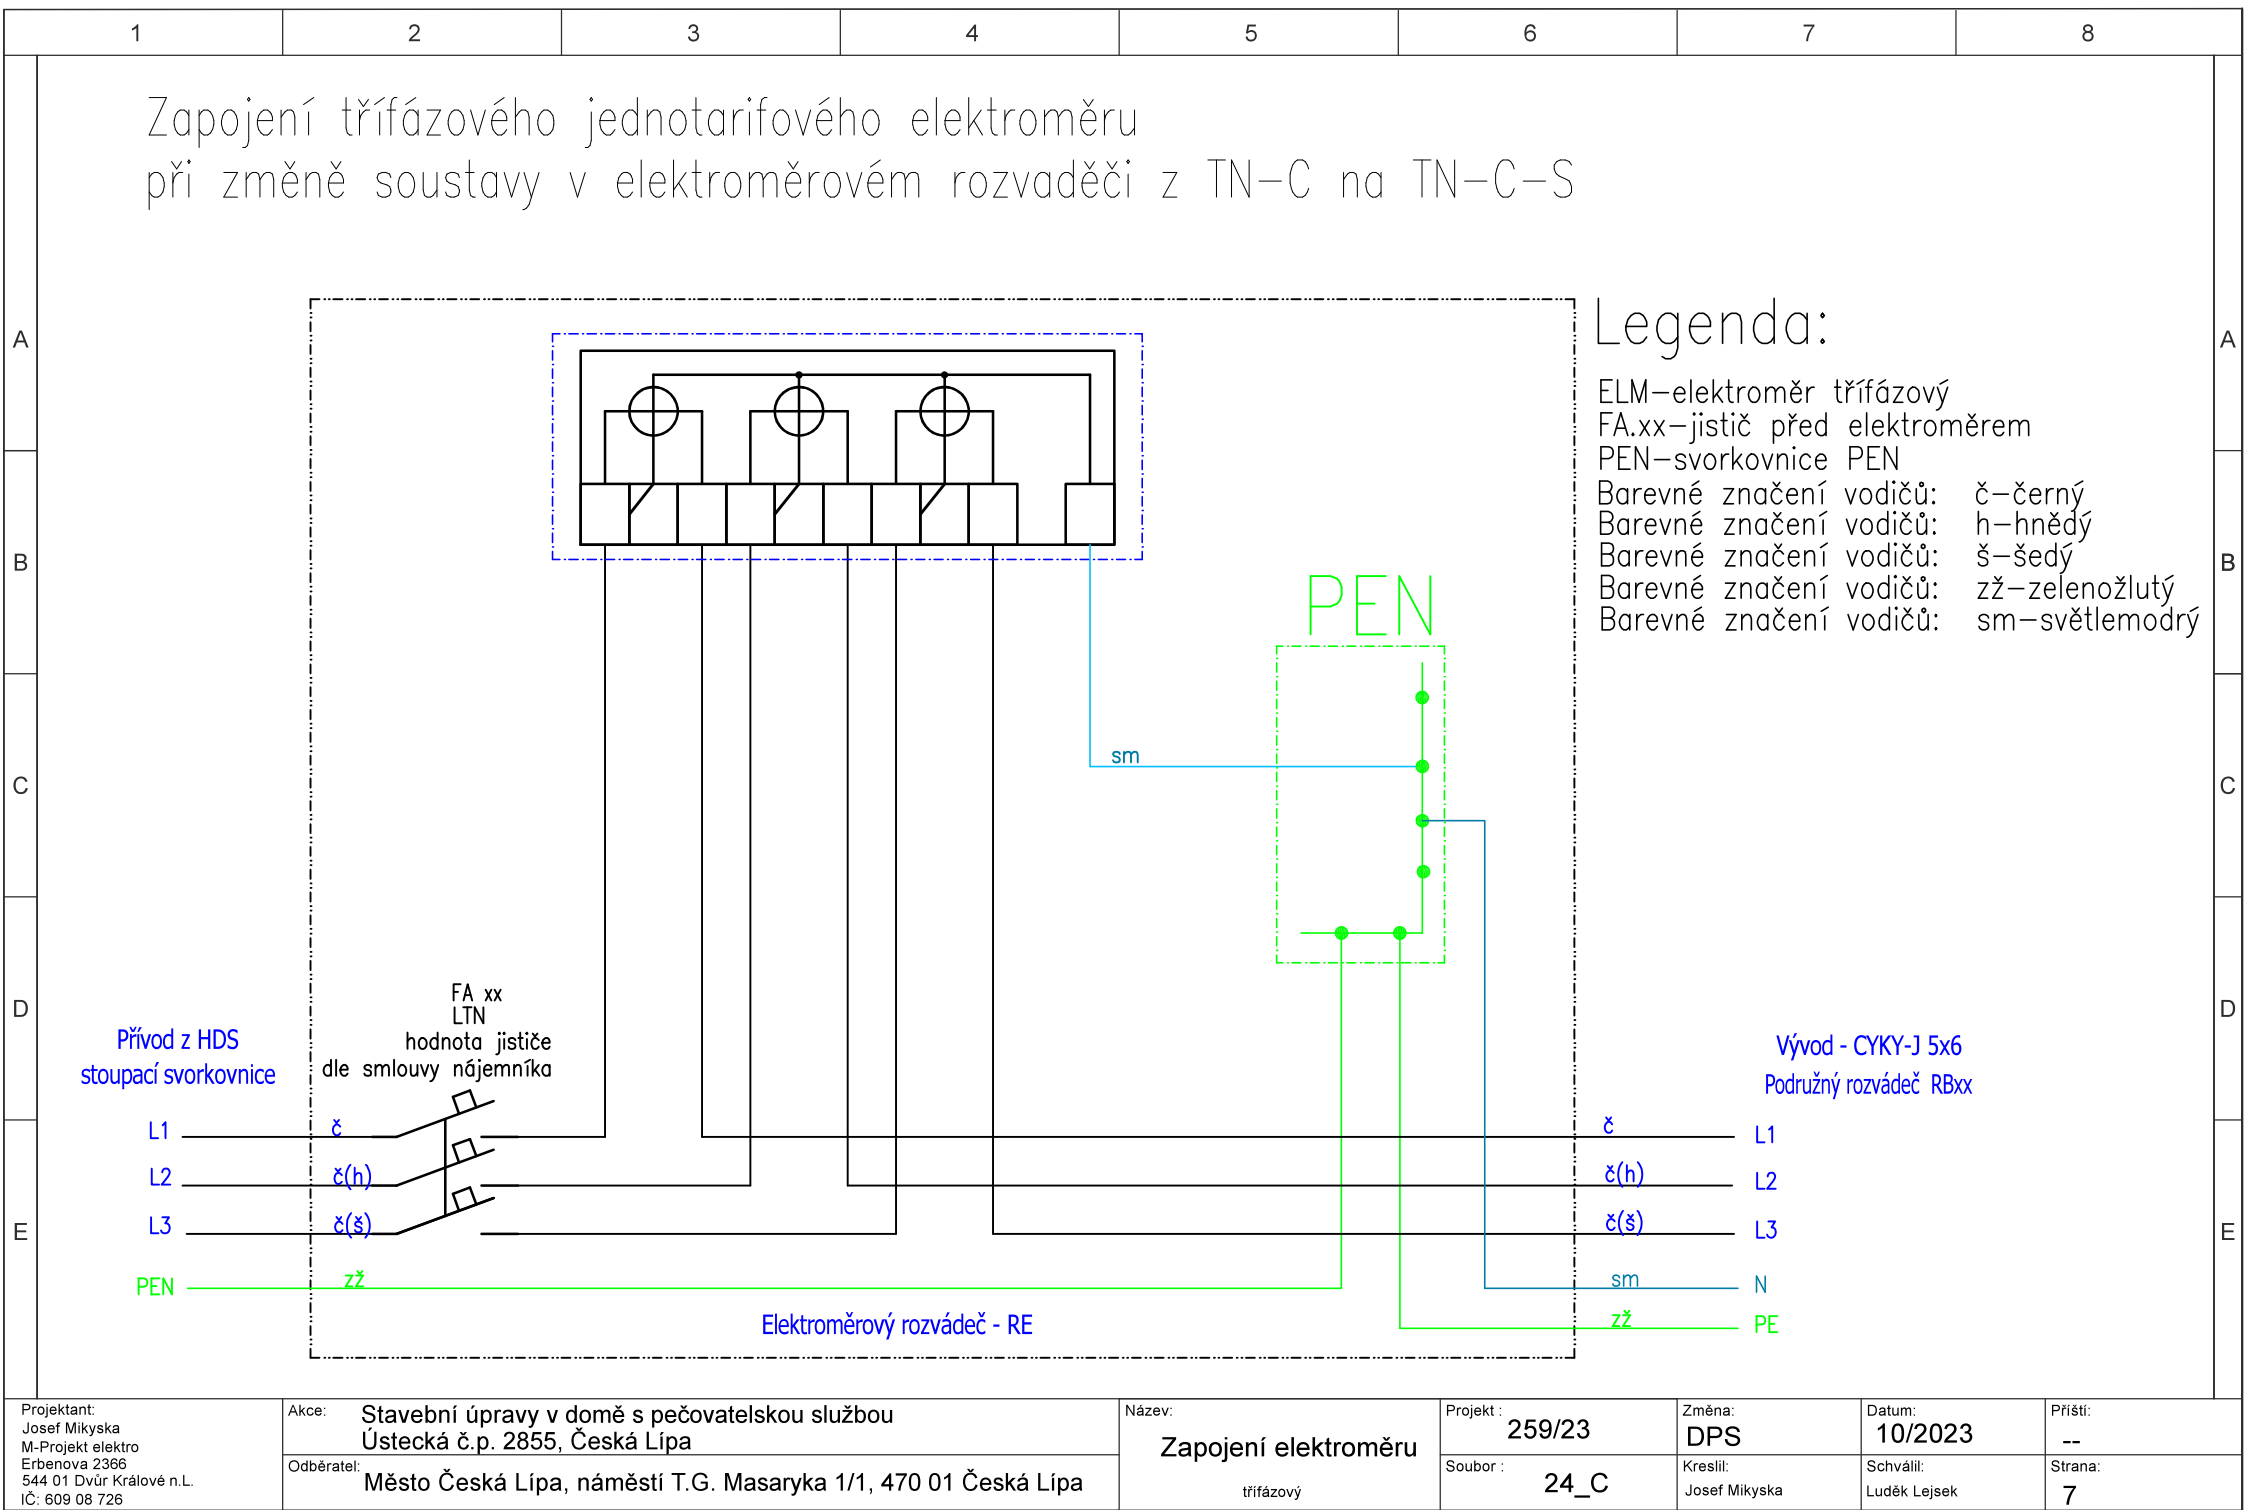 1 2 3 4 5 6 7 8
Zapojení třífázového jednotarifového elektroměru
při změně soustavy v elektroměrovém rozvaděči z TN-C na TN-C-S
A
B
C
D
E
A
B
C
D
E
Legenda:
ELM-elektroměr třífázový
FA.xx-jistič před elektroměrem
PEN-svorkovnice PEN
Barevné značení vodičů: č-černý
Barevné značení vodičů: h-hnědý
Barevné značení vodičů: š-šedý
Barevné značení vodičů: zž-zelenožlutý
Barevné značení vodičů: sm-světlemodrý
PEN
sm
FA xx
LTN
hodnota jističe
dle smlouvy nájemníka
Přívod z HDS
stoupací svorkovnice
L1 č
L2 č(h)
L3 č(š)
PEN zž
Elektroměrový rozváděč - RE
Vývod - CYKY-J 5x6
Podružný rozváděč RBxx
č L1
č(h) L2
č(š) L3
sm N
zž PE
Projektant:
Josef Mikyska
M-Projekt elektro
Erbenova 2366
544 01 Dvůr Králové n.L.
IČ: 609 08 726
Akce: Stavební úpravy v domě s pečovatelskou službou
Ústecká č.p. 2855, Česká Lípa
Odběratel: Město Česká Lípa, náměstí T.G. Masaryka 1/1, 470 01 Česká Lípa
Název:
Zapojení elektroměru
třífázový
Projekt : 259/23
Soubor : 24_C
Změna:
DPS
Kreslil:
Josef Mikyska
Datum:
10/2023
Schválil:
Luděk Lejsek
Příští:
--
Strana:
7